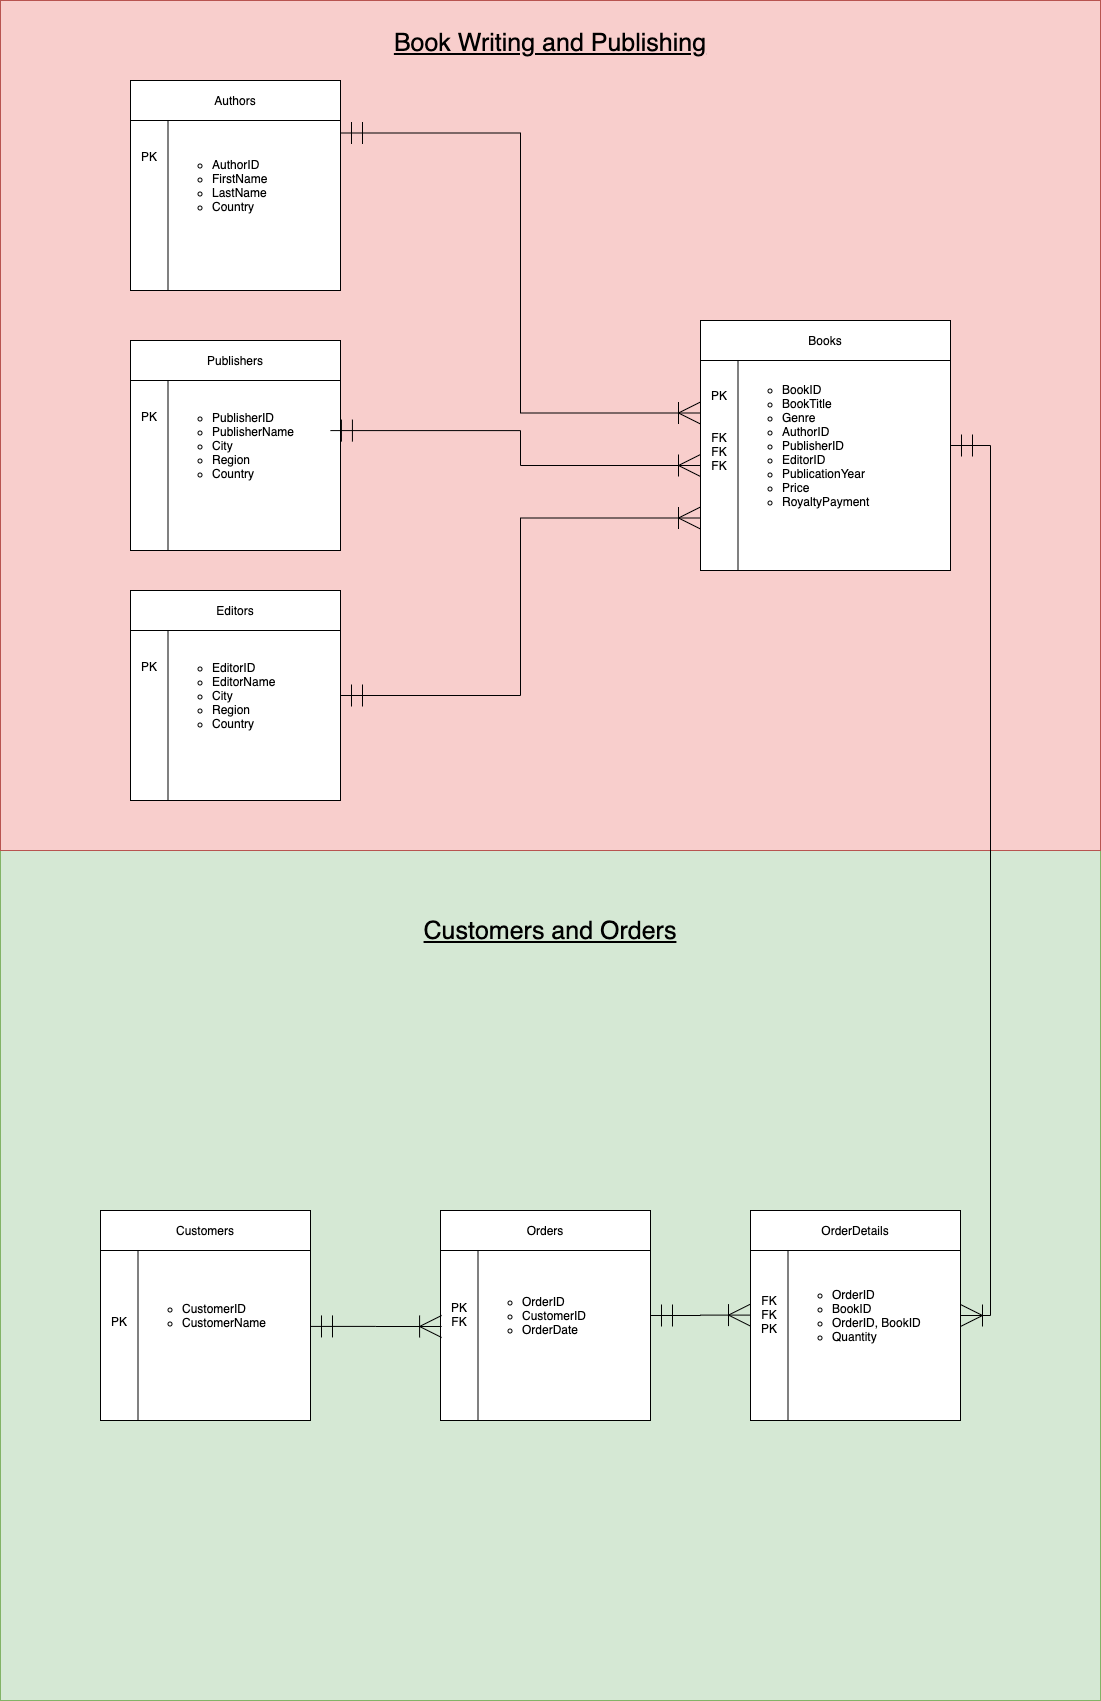 Book Writing and Publishing
Authors
PK
AuthorID
FirstName
LastName
Country
Publishers
PK
PublisherID
PublisherName
City
Region
Country
Editors
PK
EditorID
EditorName
City
Region
Country
Books
PK
FK
FK
FK
BookID
BookTitle
Genre
AuthorID
PublisherID
EditorID
PublicationYear
Price
RoyaltyPayment
Customers and Orders
Customers
PK
CustomerID
CustomerName
Orders
PK
FK
OrderID
CustomerID
OrderDate
OrderDetails
FK
FK
PK
OrderID
BookID
OrderID, BookID
Quantity